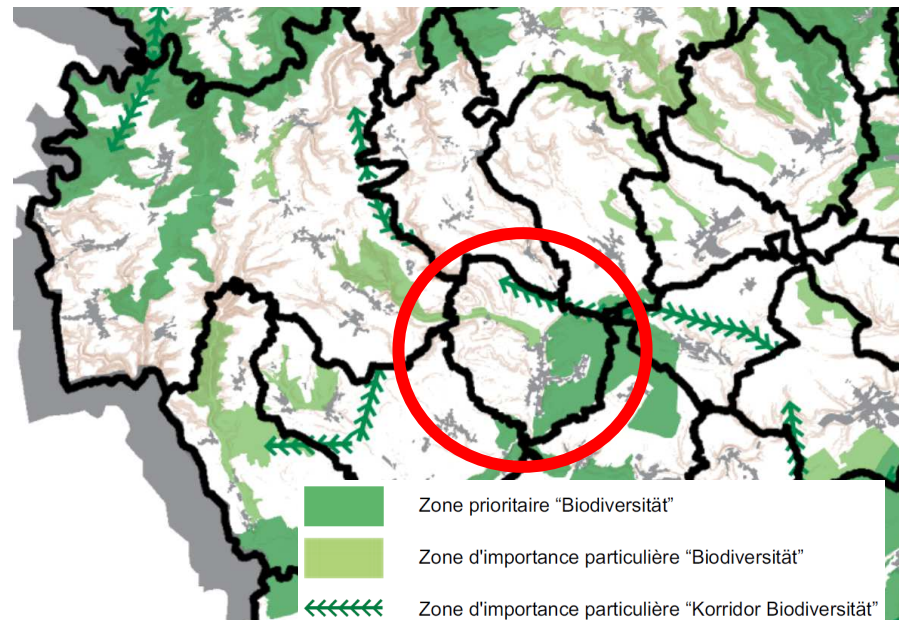 Zone prioritaire “Biodiversität”
Zone d'importance particulière “Biodiversität”
Zone d'importance particulière “Korridor Biodiversität”